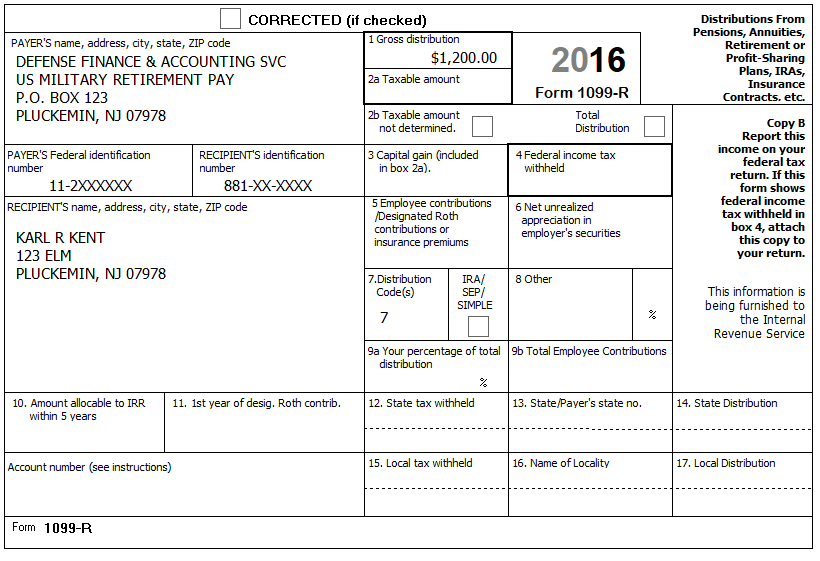 CORRECTED (if checked)
PAYER'S name, address, city, state, ZIP code
DEFENSE FINANCE & ACCOUNTING SVC
US MILITARY RETIREMENT PAY
P.O. BOX 123
PLUCKEMIN, NJ 07978
1 Gross distribution
$1,200.00
2a Taxable amount
2016
Form 1099-R
Distributions From
Pensions, Annuities,
Retirement or
Profit-Sharing
Plans, IRAs,
Insurance
Contracts. etc.
2b Taxable amount
not determined.
Total
Distribution
Copy B
Report this
income on your
federal tax
return. If this
form shows
federal income
tax withheld in
box 4, attach
this copy to
your return.
This information is
being furnished to
the Internal
Revenue Service
PAYER'S Federal identification
number
11-2XXXXXX
RECIPIENT'S identification
number
881-XX-XXXX
3 Capital gain (included
in box 2a).
4 Federal income tax
withheld
RECIPIENT'S name, address, city, state, ZIP code
KARL R KENT
123 ELM
PLUCKEMIN, NJ 07978
5 Employee contributions
/Designated Roth
contributions or
insurance premiums
6 Net unrealized
appreciation in
employer's securities
7.Distribution
Code(s)
7
IRA/
SEP/
SIMPLE
8 Other
%
9a Your percentage of total
distribution
%
9b Total Employee Contributions
10. Amount allocable to IRR
within 5 years
11. 1st year of desig. Roth contrib.
12. State tax withheld
13. State/Payer's state no.
14. State Distribution
Account number (see instructions)
15. Local tax withheld
16. Name of Locality
17. Local Distribution
Form 1099-R